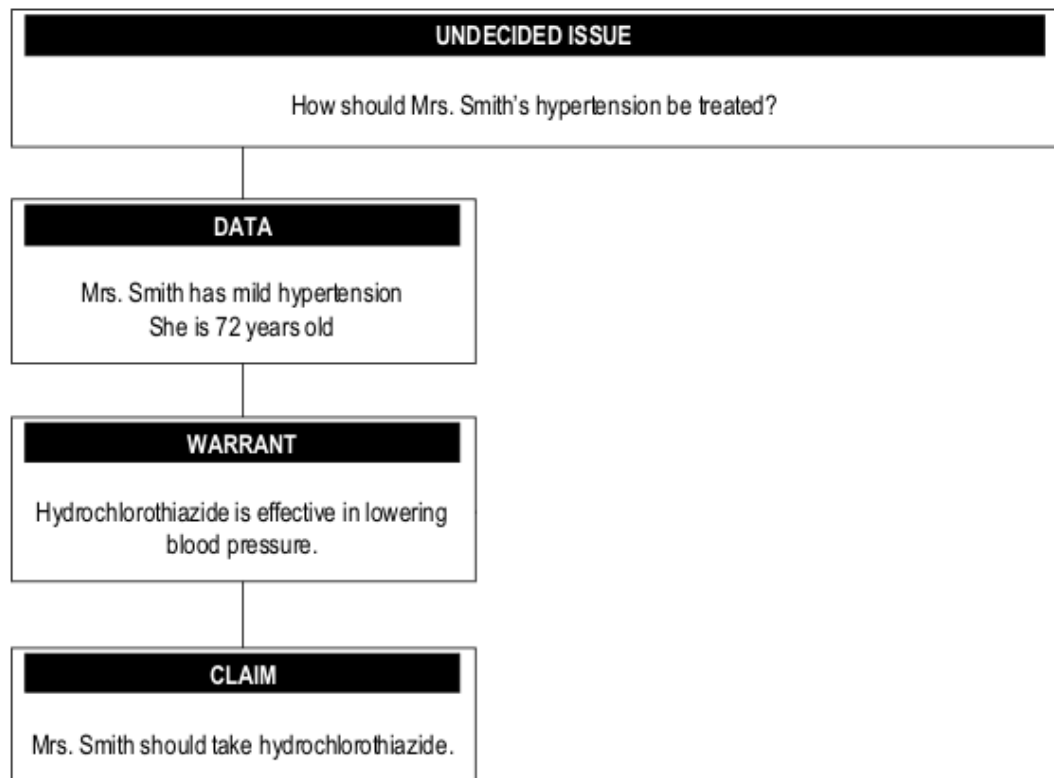 UNDECIDED ISSUE
How should Mrs. Smith's hypertension be treated?
DATA
Mrs. Smith has mild hypertension
She is 72 years old
WARRANT
Hydrochlorothiazide is effective in lowering
blood pressure.
CLAIM
Mrs. Smith should take hydrochlorothiazide.